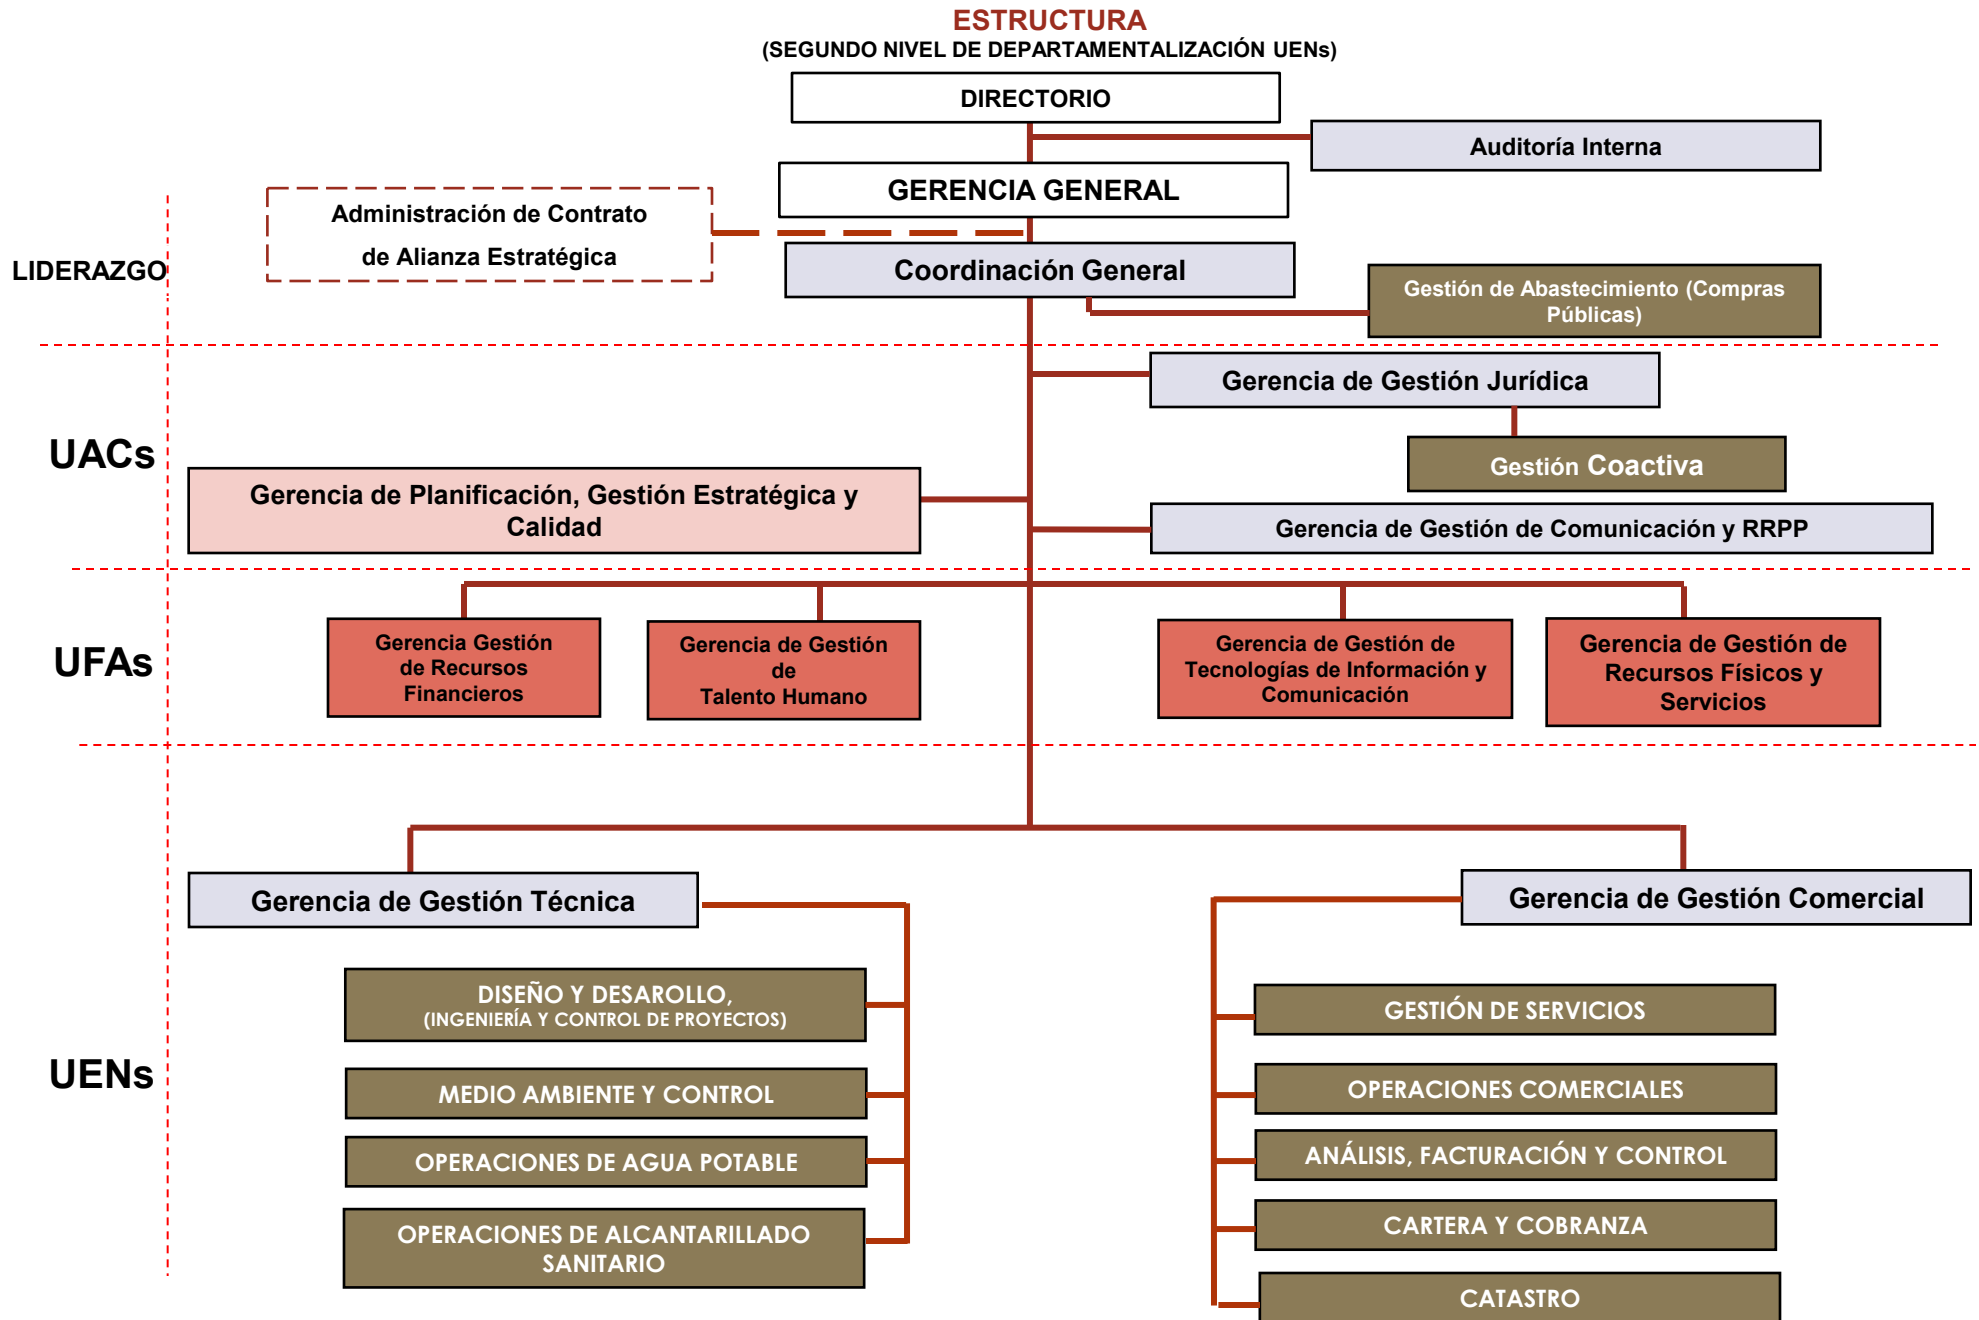 ESTRUCTURA
(SEGUNDO NIVEL DE DEPARTAMENTALIZACIÓN UENs)
DIRECTORIO
Auditoría Interna
GERENCIA GENERAL
Administración de Contrato
de Alianza Estratégica
LIDERAZGO
Coordinación General
Gestión de Abastecimiento (Compras
Públicas)
Gerencia de Gestión Jurídica
UACs
Gestión Coactiva
Gerencia de Planificación, Gestión Estratégica y
Calidad
Gerencia de Gestión de Comunicación y RRPP
UFAs
Gerencia Gestión
de Recursos
Financieros
Gerencia de Gestión
de
Talento Humano
Gerencia de Gestión de
Tecnologías de Información y
Comunicación
Gerencia de Gestión de
Recursos Físicos y
Servicios
Gerencia de Gestión Técnica
Gerencia de Gestión Comercial
UENs
DISEÑO Y DESAROLLO,
(INGENIERÍA Y CONTROL DE PROYECTOS)
MEDIO AMBIENTE Y CONTROL
OPERACIONES DE AGUA POTABLE
OPERACIONES DE ALCANTARILLADO
SANITARIO
GESTIÓN DE SERVICIOS
OPERACIONES COMERCIALES
ANÁLISIS, FACTURACIÓN Y CONTROL
CARTERA Y COBRANZA
CATASTRO